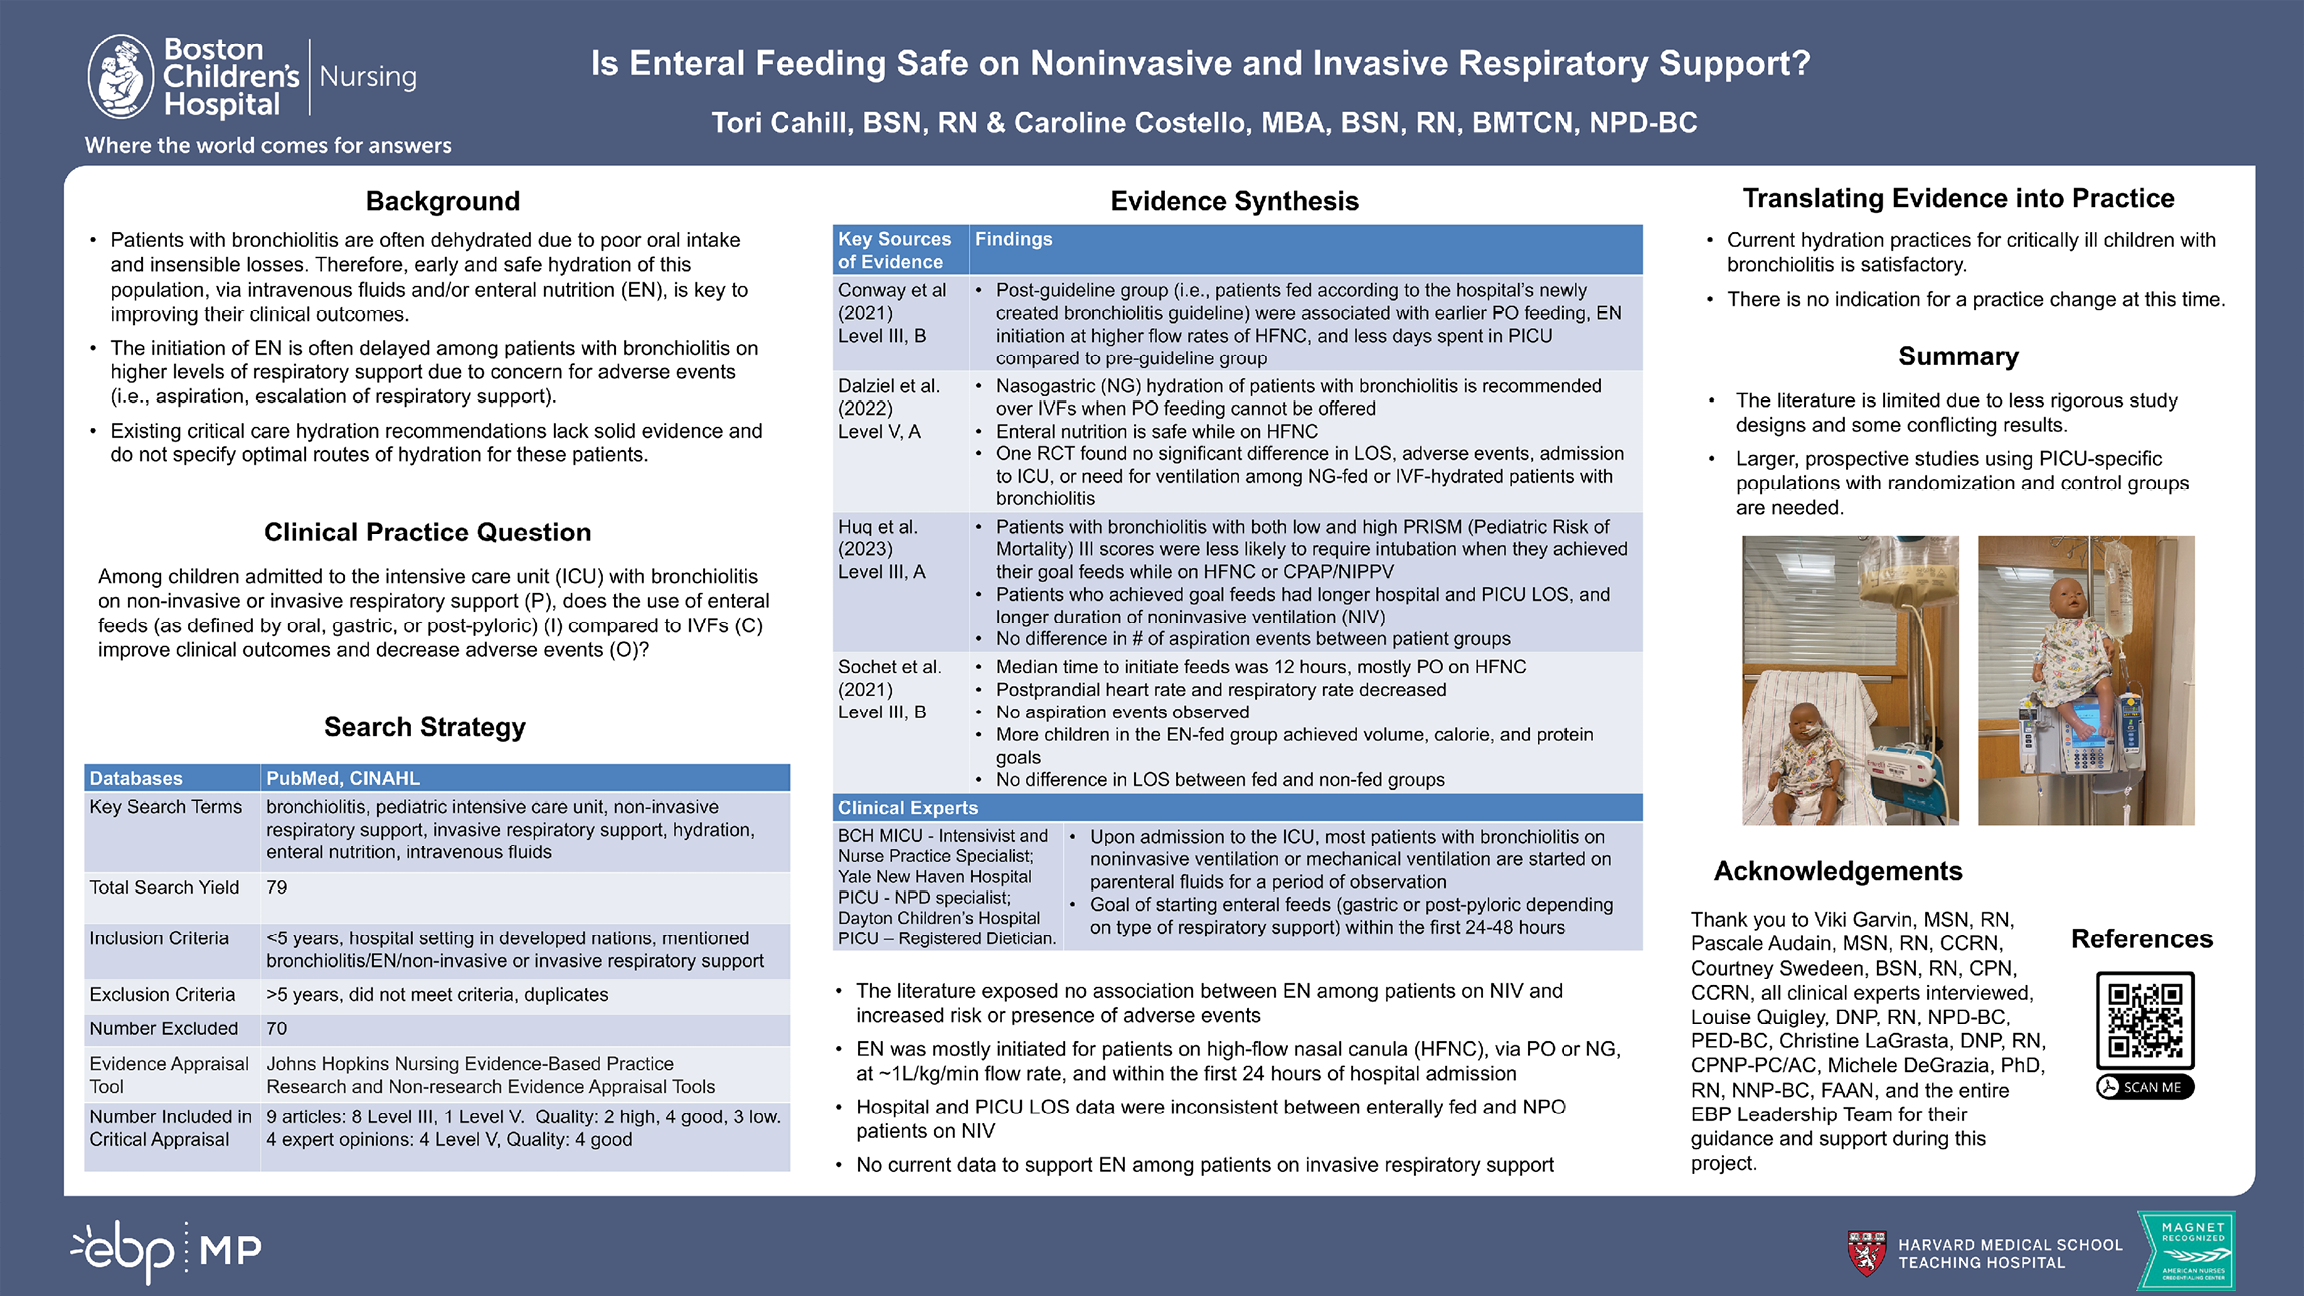 Boston
Children's
Hospital
Nursing
Where the world comes for answers
Is Enteral Feeding Safe on Noninvasive and Invasive Respiratory Support?
Tori Cahill, BSN, RN & Caroline Costello, MBA, BSN, RN, BMTCN, NPD-BC
Background
• Patients with bronchiolitis are often dehydrated due to poor oral intake
and insensible losses. Therefore, early and safe hydration of this
population, via intravenous fluids and/or enteral nutrition (EN), is key to
improving their clinical outcomes.
• The initiation of EN is often delayed among patients with bronchiolitis on
higher levels of respiratory support due to concern for adverse events
(i.e., aspiration, escalation of respiratory support).
• Existing critical care hydration recommendations lack solid evidence and
do not specify optimal routes of hydration for these patients.
Clinical Practice Question
Among children admitted to the intensive care unit (ICU) with bronchiolitis
on non-invasive or invasive respiratory support (P), does the use of enteral
feeds (as defined by oral, gastric, or post-pyloric) (I) compared to IVFs (C)
improve clinical outcomes and decrease adverse events (O)?
Search Strategy
Databases PubMed, CINAHL
Key Search Terms bronchiolitis, pediatric intensive care unit, non-invasive
respiratory support, invasive respiratory support, hydration,
enteral nutrition, intravenous fluids
Total Search Yield 79
Inclusion Criteria <5 years, hospital setting in developed nations, mentioned
bronchiolitis/EN/non-invasive or invasive respiratory support
Exclusion Criteria >5 years, did not meet criteria, duplicates
Number Excluded 70
Evidence Appraisal Johns Hopkins Nursing Evidence-Based Practice
Tool Research and Non-research Evidence Appraisal Tools
Number Included in 9 articles: 8 Level III, 1 Level V. Quality: 2 high, 4 good, 3 low.
Critical Appraisal 4 expert opinions: 4 Level V, Quality: 4 good
Evidence Synthesis
Key Sources Findings
of Evidence
Conway et al
(2021)
Level III, B
• Post-guideline group (i.e., patients fed according to the hospital's newly
created bronchiolitis guideline) were associated with earlier PO feeding, EN
initiation at higher flow rates of HFNC, and less days spent in PICU
compared to pre-guideline group
Dalziel et al.
(2022)
Level V, A
• Nasogastric (NG) hydration of patients with bronchiolitis is recommended
over IVFs when PO feeding cannot be offered
• Enteral nutrition is safe while on HFNC
• One RCT found no significant difference in LOS, adverse events, admission
to ICU, or need for ventilation among NG-fed or IVF-hydrated patients with
bronchiolitis
Huq et al.
(2023)
Level III, A
• Patients with bronchiolitis with both low and high PRISM (Pediatric Risk of
Mortality) III scores were less likely to require intubation when they achieved
their goal feeds while on HFNC or CPAP/NIPPV
• Patients who achieved goal feeds had longer hospital and PICU LOS, and
longer duration of noninvasive ventilation (NIV)
• No difference in # of aspiration events between patient groups
Sochet et al.
(2021)
Level III, B
• Median time to initiate feeds was 12 hours, mostly PO on HFNC
• Postprandial heart rate and respiratory rate decreased
• No aspiration events observed
• More children in the EN-fed group achieved volume, calorie, and protein
goals
• No difference in LOS between fed and non-fed groups
Clinical Experts
BCH MICU - Intensivist and
Nurse Practice Specialist;
Yale New Haven Hospital
PICU - NPD specialist;
Dayton Children's Hospital
PICU – Registered Dietician.
• Upon admission to the ICU, most patients with bronchiolitis on
noninvasive ventilation or mechanical ventilation are started on
parenteral fluids for a period of observation
• Goal of starting enteral feeds (gastric or post-pyloric depending
on type of respiratory support) within the first 24-48 hours
• The literature exposed no association between EN among patients on NIV and
increased risk or presence of adverse events
• EN was mostly initiated for patients on high-flow nasal canula (HFNC), via PO or NG,
at ~1L/kg/min flow rate, and within the first 24 hours of hospital admission
• Hospital and PICU LOS data were inconsistent between enterally fed and NPO
patients on NIV
• No current data to support EN among patients on invasive respiratory support
Translating Evidence into Practice
• Current hydration practices for critically ill children with
bronchiolitis is satisfactory.
• There is no indication for a practice change at this time.
Summary
• The literature is limited due to less rigorous study
designs and some conflicting results.
• Larger, prospective studies using PICU-specific
populations with randomization and control groups
are needed.
Acknowledgements
Thank you to Viki Garvin, MSN, RN,
Pascale Audain, MSN, RN, CCRN,
Courtney Swedeen, BSN, RN, CPN,
CCRN, all clinical experts interviewed,
Louise Quigley, DNP, RN, NPD-BC,
PED-BC, Christine LaGrasta, DNP, RN,
CPNP-PC/AC, Michele DeGrazia, PhD,
RN, NNP-BC, FAAN, and the entire
EBP Leadership Team for their
guidance and support during this
project.
References
SCAN ME
ebp MP
HARVARD MEDICAL SCHOOL
TEACHING HOSPITAL
MAGNET
RECOGNIZED
AMERICAN NURSES
CREDENTIALING CENTER